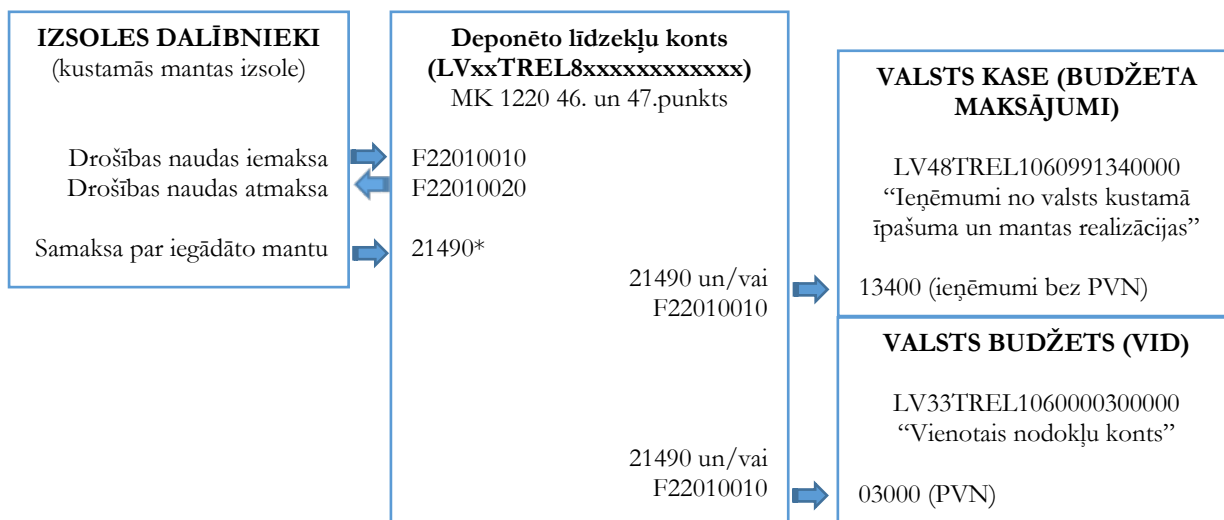 IZSOLES DALĪBNIEKI
(kustamās mantas izsole)
Drošības naudas iemaksa
Drošības naudas atmaksa
Samaksa par iegādāto mantu
Deponēto līdzekļu konts
(LVxxTREL8xxxxxxxxxxxx)
MK 1220 46. un 47.punkts
F22010010
F22010020
21490*
21490 un/vai
F22010010
21490 un/vai
F22010010
VALSTS KASE (BUDŽETA
MAKSĀJUMI)
LV48TREL1060991340000
“Ieņēmumi no valsts kustamā
īpašuma un mantas realizācijas”
13400 (ieņēmumi bez PVN)
VALSTS BUDŽETS (VID)
LV33TREL1060000300000
“Vienotais nodokļu konts”
03000 (PVN)